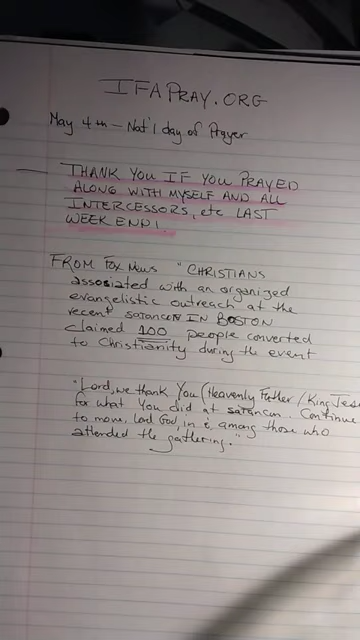 IFAPRAY.ORG
May 4th - Nat'l day of Prayer
THANK YOU IF YOU PRAYED
ALONG WITH MYSELF AND ALL
INTERCESSORS, etc LAST
WEEKEND!
FROM Fox News "CHRISTIANS
associated with an organized
evangelistic outreach at the
recent satancon IN BOSTON
claimed 100 people converted
to Christianity during the event
"Lord, we thank You (Heavenly Father / King Jesu
for what You did at satancon. Continue
to move, Lord God, in & among those who
attended the gathering."